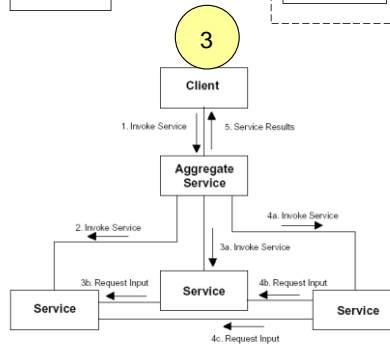 3
Client
1. Invoke Service
5. Service Results
Aggregate
Service
4a. Invoke Service
2. Invoke Service
3a. Invoke Service
3b. Request Input
4b. Request Input
Service
Service
Service
4c. Request Input